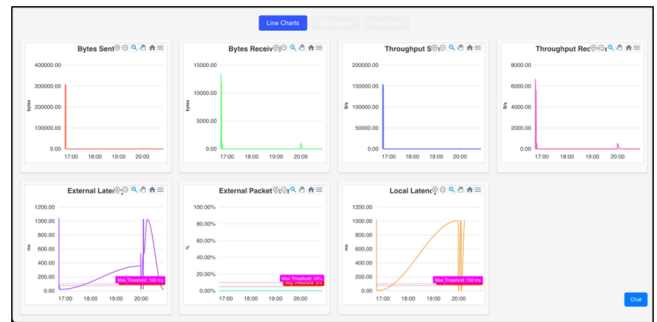 Line Charts
Bytes Sent
400000.00
300000.00
200000.00
100000.00
0.00
bytes
17:00 18:00 19:00 20:00
Bytes Receiv
15000.00
10000.00
5000.00
0.00
bytes
17:00 18:00 19:00 20:00
Throughput S
200000.00
150000.00
100000.00
50000.00
0.00
B/s
17:00 18:00 19:00 20:00
Throughput Rec
8000.00
6000.00
4000.00
2000.00
0.00
B/s
17:00 18:00 19:00 20:00
External Laten
1200.00
1000.00
800.00
600.00
400.00
200.00
0.00
ms
Max Threshold: 100 ms
17:00 18:00 19:00 20:00
External Packet
100.00%
80.00%
60.00%
40.00%
20.00%
0.00%
%
Max Threshold: 10%
17:00 18:00 19:00 20:00
Local Latency
1200.00
1000.00
800.00
600.00
400.00
200.00
0.00
ms
Max Threshold: 100 ms
17:00 18:00 19:00 20:00
Chat